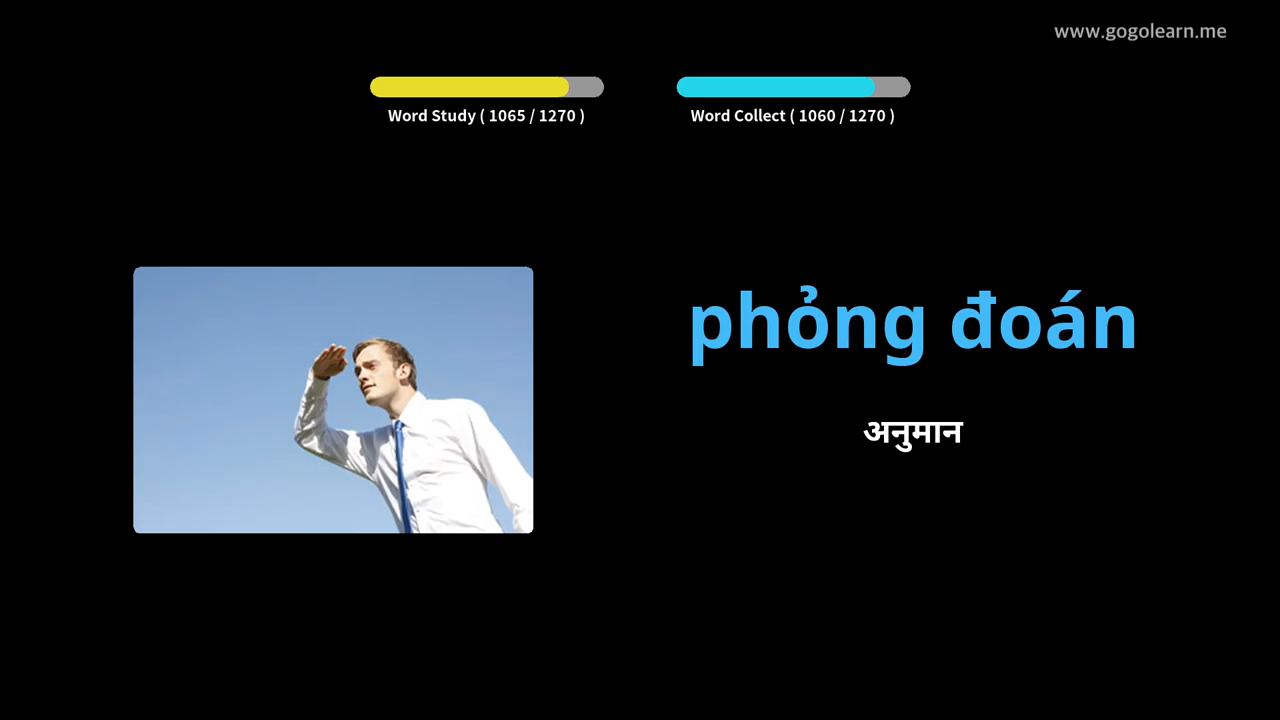 www.gogolearn.me
Word Study ( 1065 / 1270 )
Word Collect ( 1060 / 1270 )
phỏng đoán
अनुमान